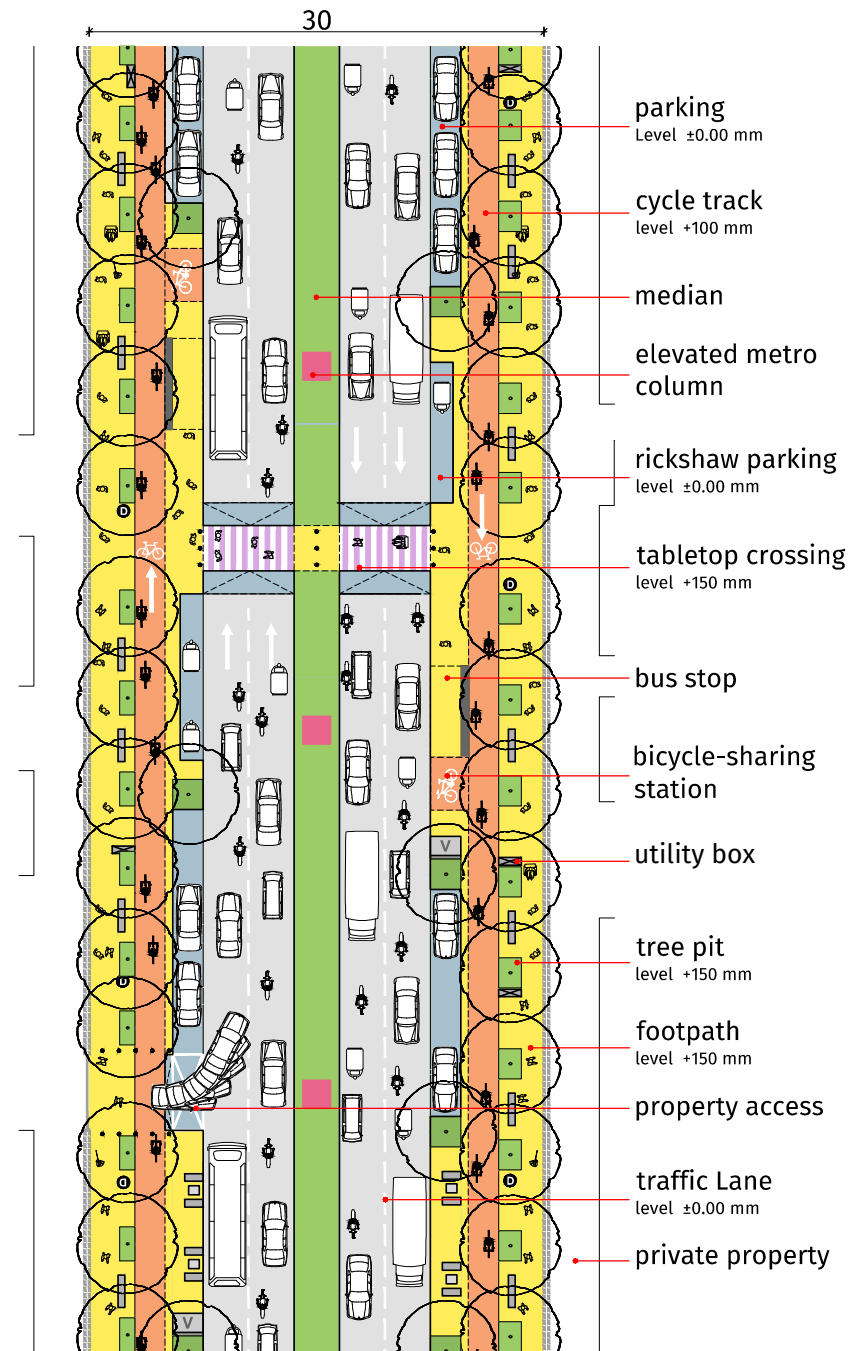 30
parking
Level ±0.00 mm
cycle track
level +100 mm
median
elevated metro
column
rickshaw parking
level ±0.00 mm
tabletop crossing
level +150 mm
bus stop
bicycle-sharing
station
utility box
tree pit
level +150 mm
footpath
level +150 mm
property access
traffic Lane
level ±0.00 mm
private property
D
D
D
D
D
D
V
V